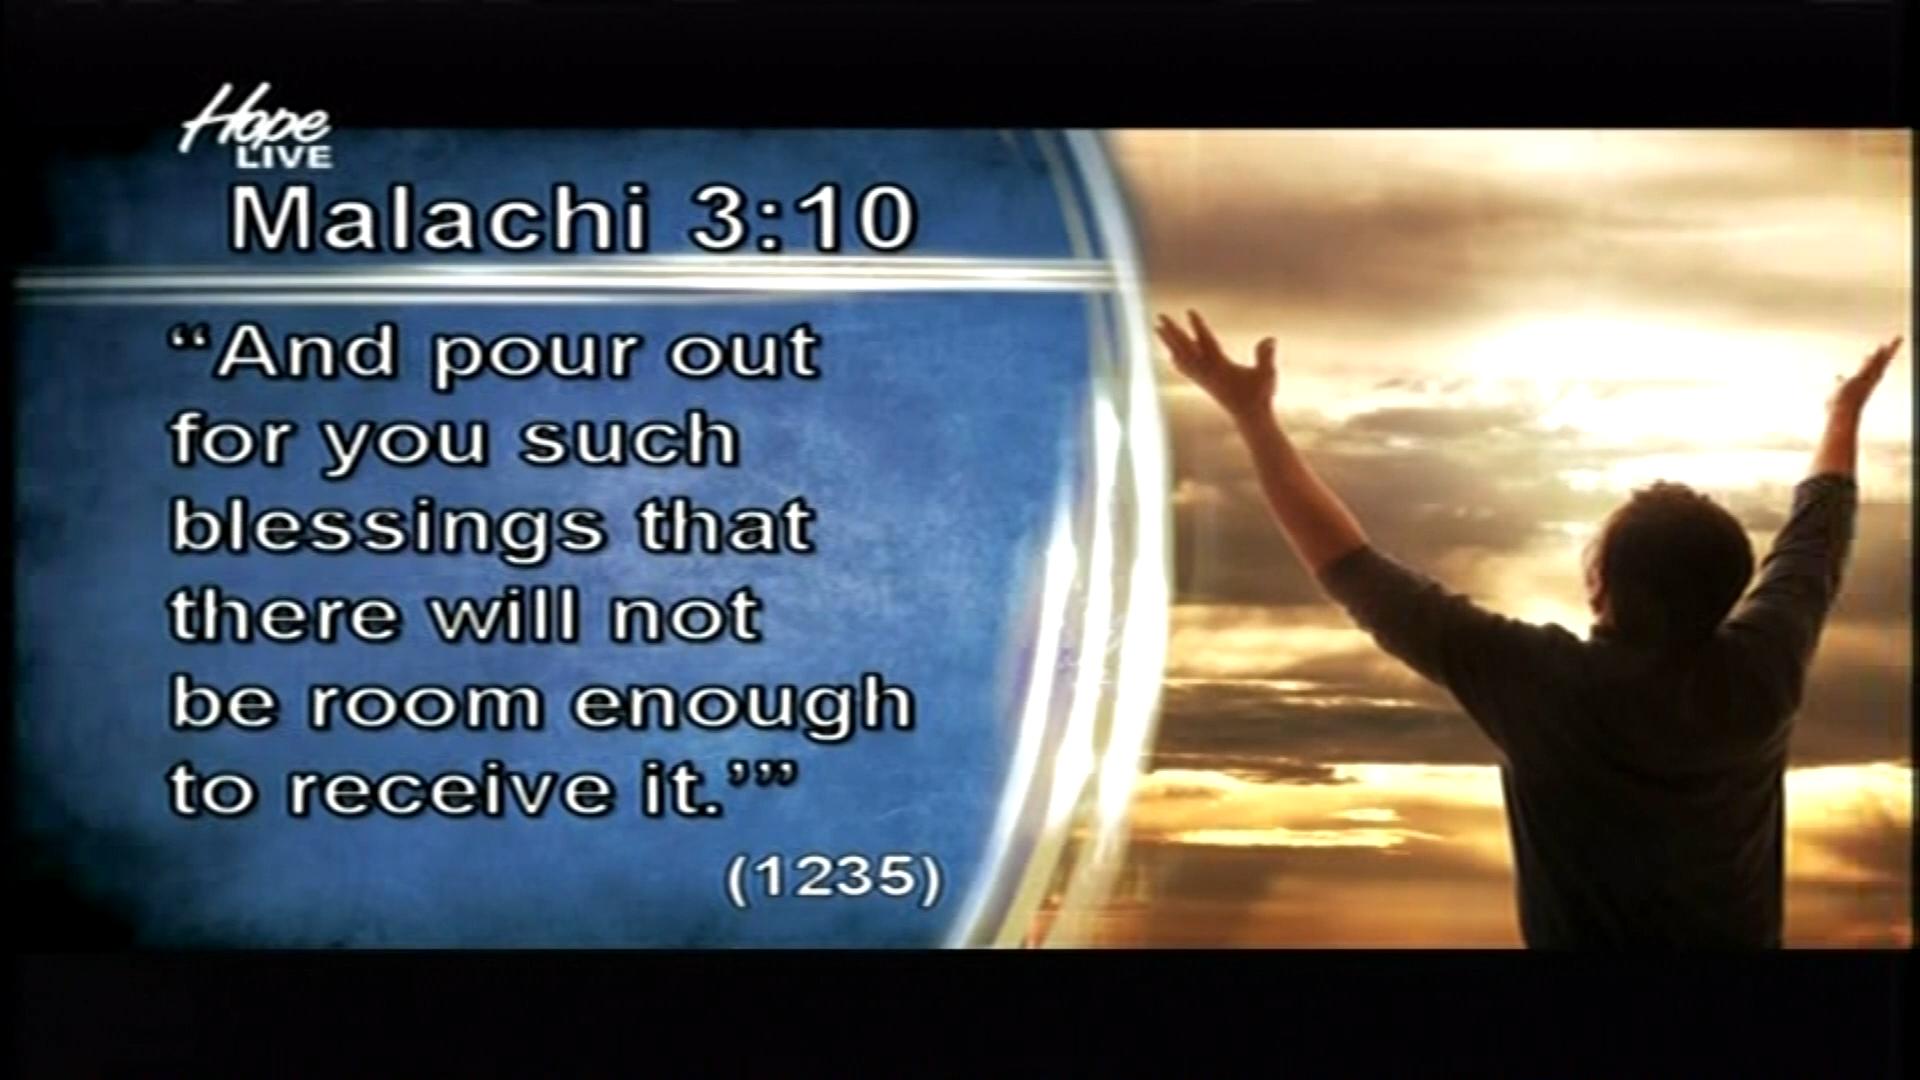 Hope
LIVE
Malachi 3:10
“And pour out
for you such
blessings that
there will not
be room enough
to receive it.’”
(1235)